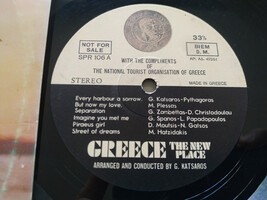 NOT FOR SALE
SPR 106 A
STEREO
33⅓
BIEM
S. M.
WITH THE COMPLIMENTS
OF
THE NATIONAL TOURIST ORGANISATION OF GREECE
MADE IN GREECE
Every harbour a sorrow. G. Katsaros-Pythagoras
But now my love. M. Plessas
Separation G. Zambetas-D. Christodoulou
Imagine you met me G. Spanos-L. Papadopoulos
Piraeus girl D. Moutsis-N. Gatsos
Street of dreams M. Hatzidakis
GREECE THE NEW PLACE
ARRANGED AND CONDUCTED BY G. KATSAROS